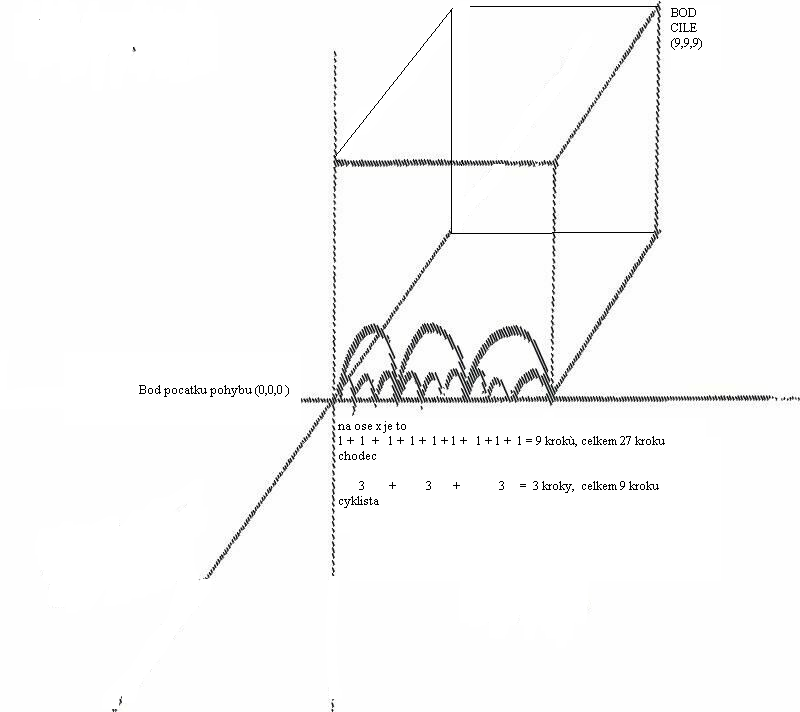 BOD
CILE
(9,9,9)
Bod pocatku pohybu (0,0,0 )
na ose x je to
1 + 1 + 1 + 1 + 1 + 1 + 1 + 1 + 1 = 9 kroků, celkem 27 kroku
chodec
3 + 3 + 3 = 3 kroky, celkem 9 kroku
cyklista